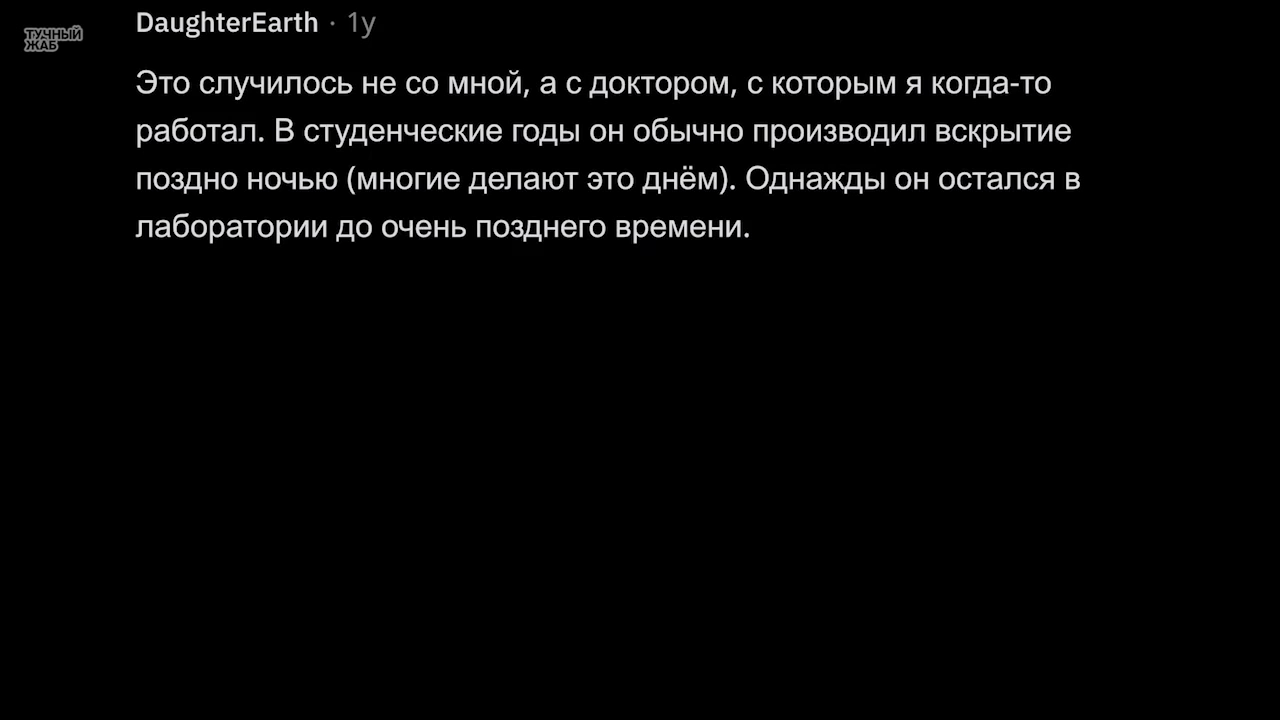 ТУЧНЫЙ
ЖАБ
DaughterEarth · 1y
Это случилось не со мной, а с доктором, с которым я когда-то
работал. В студенческие годы он обычно производил вскрытие
поздно ночью (многие делают это днём). Однажды он остался в
лаборатории до очень позднего времени.